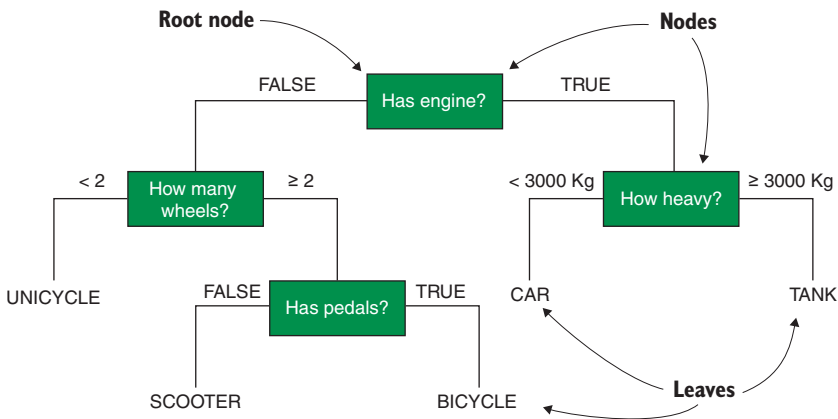 Root node
Nodes
FALSE
TRUE
Has engine?
< 2
How many
wheels?
≥ 2
< 3000 Kg
How heavy?
≥ 3000 Kg
UNICYCLE
FALSE
Has pedals?
TRUE
CAR
TANK
SCOOTER
BICYCLE
Leaves